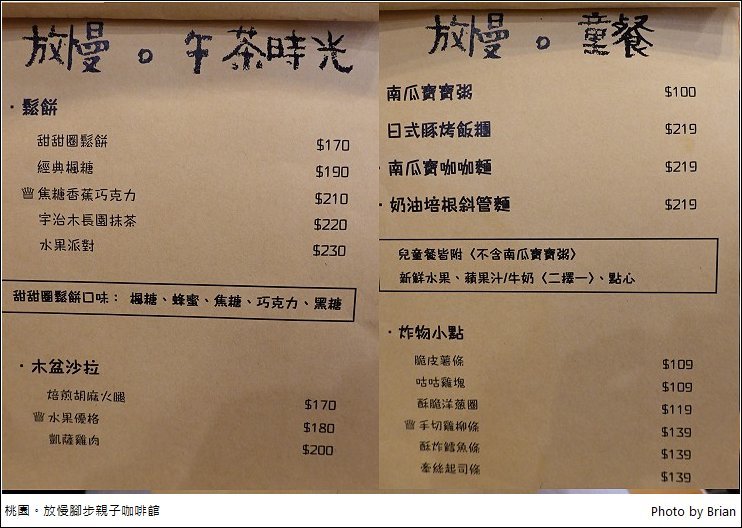 放慢。午茶時光
・鬆餅
甜甜圈鬆餅 $170
經典楓糖 $190
焦糖香蕉巧克力 $210
宇治木長園抹茶 $220
水果派對 $230
甜甜圈鬆餅口味： 楓糖、蜂蜜、焦糖、巧克力、黑糖
・木盆沙拉
焙煎胡麻火腿 $170
水果優格 $180
凱薩雞肉 $200
放慢。童餐
南瓜寶寶粥 $100
日式豚烤飯糰 $219
・南瓜寶咖咖麵 $219
・奶油培根斜管麵 $219
兒童餐皆附〈不含南瓜寶寶粥〉
新鮮水果、蘋果汁/牛奶〈二擇一〉、點心
・炸物小點
脆皮薯條 $109
咕咕雞塊 $109
酥脆洋蔥圈 $119
手切雞柳條 $139
酥炸鱈魚條 $139
牽絲起司條 $139
桃園。放慢腳步親子咖啡館
Photo by Brian